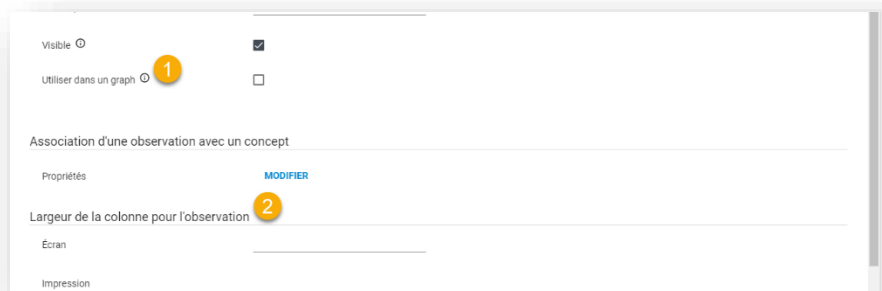 Visible
Utiliser dans un graph 1
Association d'une observation avec un concept
Propriétés MODIFIER
2
Largeur de la colonne pour l'observation
Écran
Impression